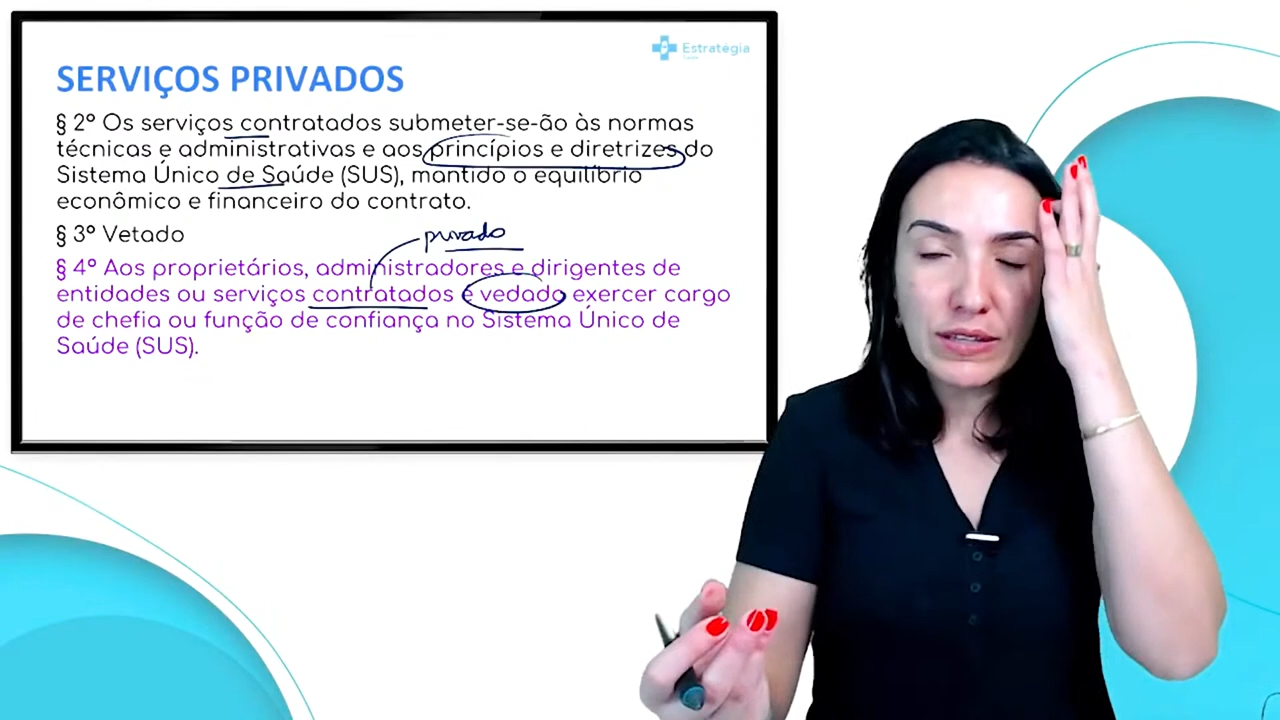 Estratégia
SERVIÇOS PRIVADOS
§ 2º Os serviços contratados submeter-se-ão às normas
técnicas e administrativas e aos princípios e diretrizes do
Sistema Único de Saúde (SUS), mantido o equilíbrio
econômico e financeiro do contrato.
§ 3º Vetado
privado
§ 4º Aos proprietários, administradores e dirigentes de
entidades ou serviços contratados é vedado exercer cargo
de chefia ou função de confiança no Sistema Único de
Saúde (SUS).